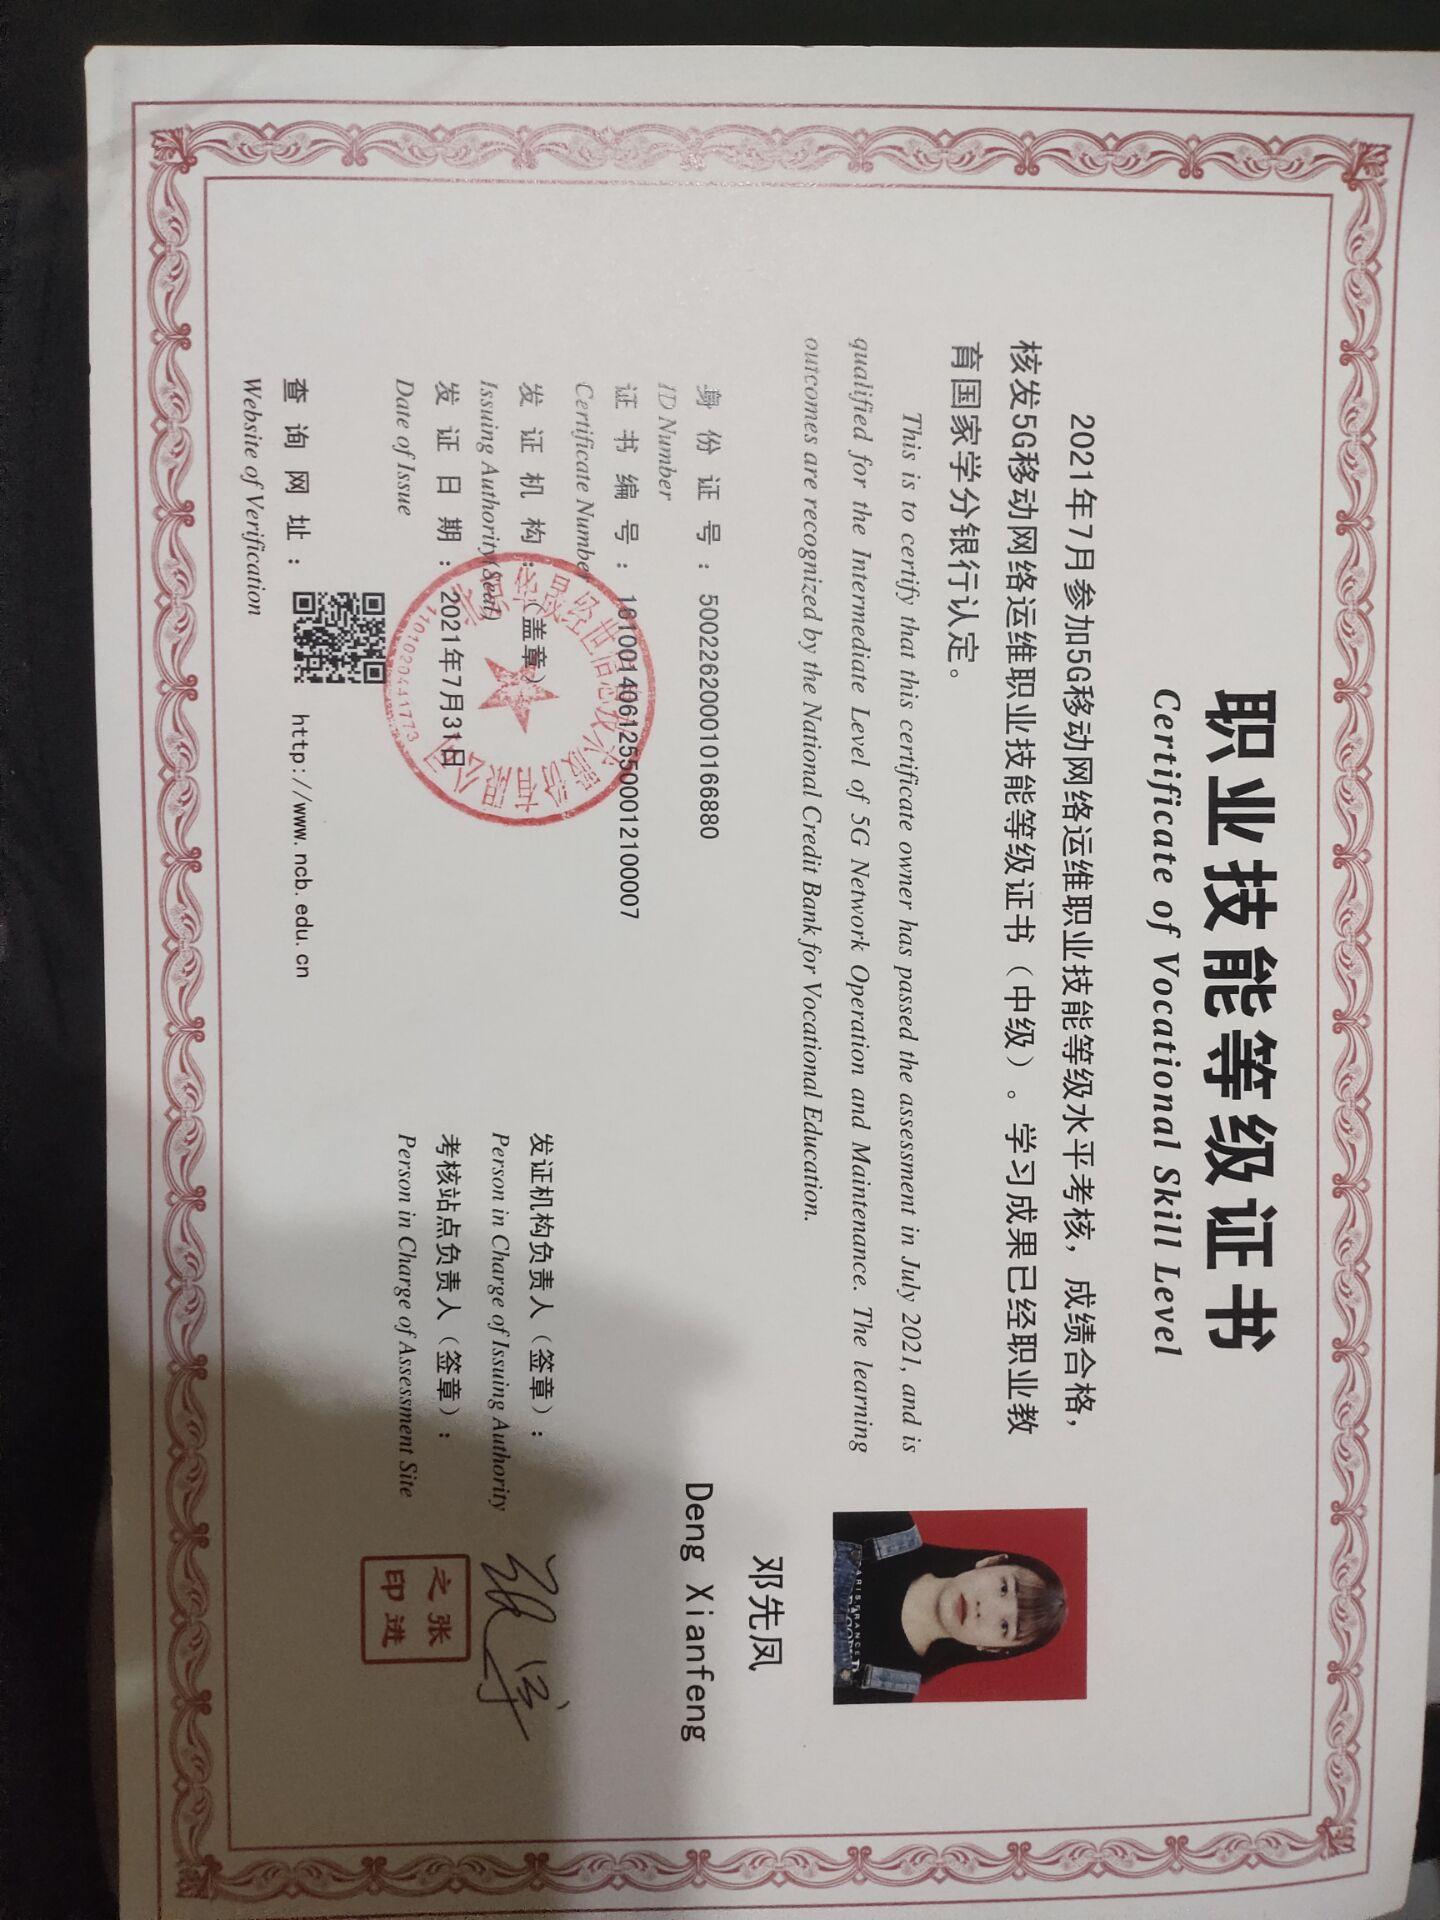 职业技能等级证书
Certificate of Vocational Skill Level
2021年7月参加5G移动网络运维职业技能等级水平考核，成绩合格，
核发5G移动网络运维职业技能等级证书（中级）。学习成果已经职业教
育国家学分银行认定。
This is to certify that this certificate owner has passed the assessment in July 2021, and is
qualified for the Intermediate Level of 5G Network Operation and Maintenance. The learning
outcomes are recognized by the National Credit Bank for Vocational Education.
邓先凤
Deng Xianfeng
身份证号：500226200010166880
ID Number
证书编号：161001406125500012100007
Certificate Number
发证机构：（盖章）
Issuing Authority(Seal)
发证日期：2021年7月31日
Date of Issue
发证机构负责人（签章）：
Person in Charge of Issuing Authority
考核站点负责人（签章）：
Person in Charge of Assessment Site
张进之印
查询网址：http://www.ncb.edu.cn
Website of Verification